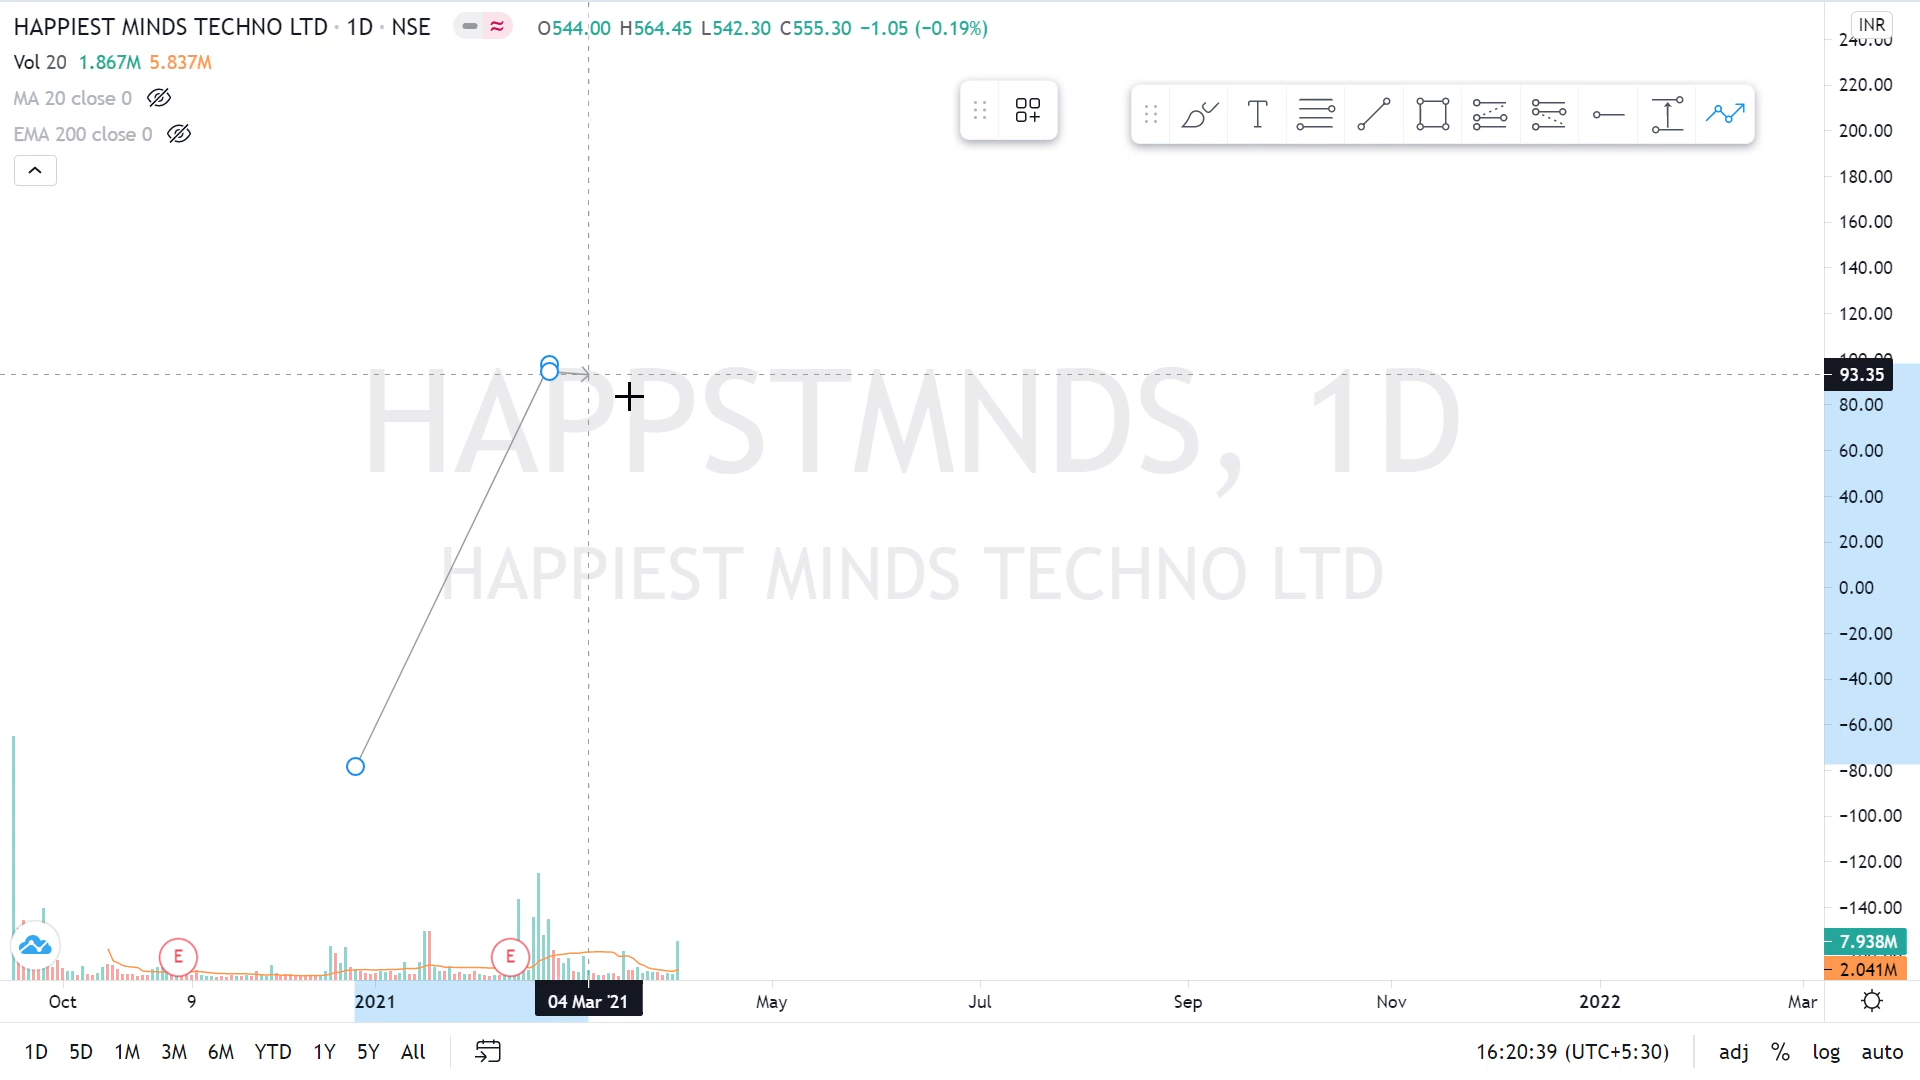 HAPPIEST MINDS TECHNO LTD · 1D · NSE
O544.00 H564.45 L542.30 C555.30 −1.05 (−0.19%)
INR
Vol 20 1.867M 5.837M
MA 20 close 0
EMA 200 close 0
T
240.00
220.00
200.00
180.00
160.00
140.00
120.00
100.00
93.35
80.00
60.00
40.00
20.00
0.00
−20.00
−40.00
−60.00
−80.00
−100.00
−120.00
−140.00
7.938M
2.041M
HAPPSTMNDS, 1D
HAPPIEST MINDS TECHNO LTD
E
E
Oct 9 2021 04 Mar '21 May Jul Sep Nov 2022 Mar
1D 5D 1M 3M 6M YTD 1Y 5Y All 16:20:39 (UTC+5:30) adj % log auto